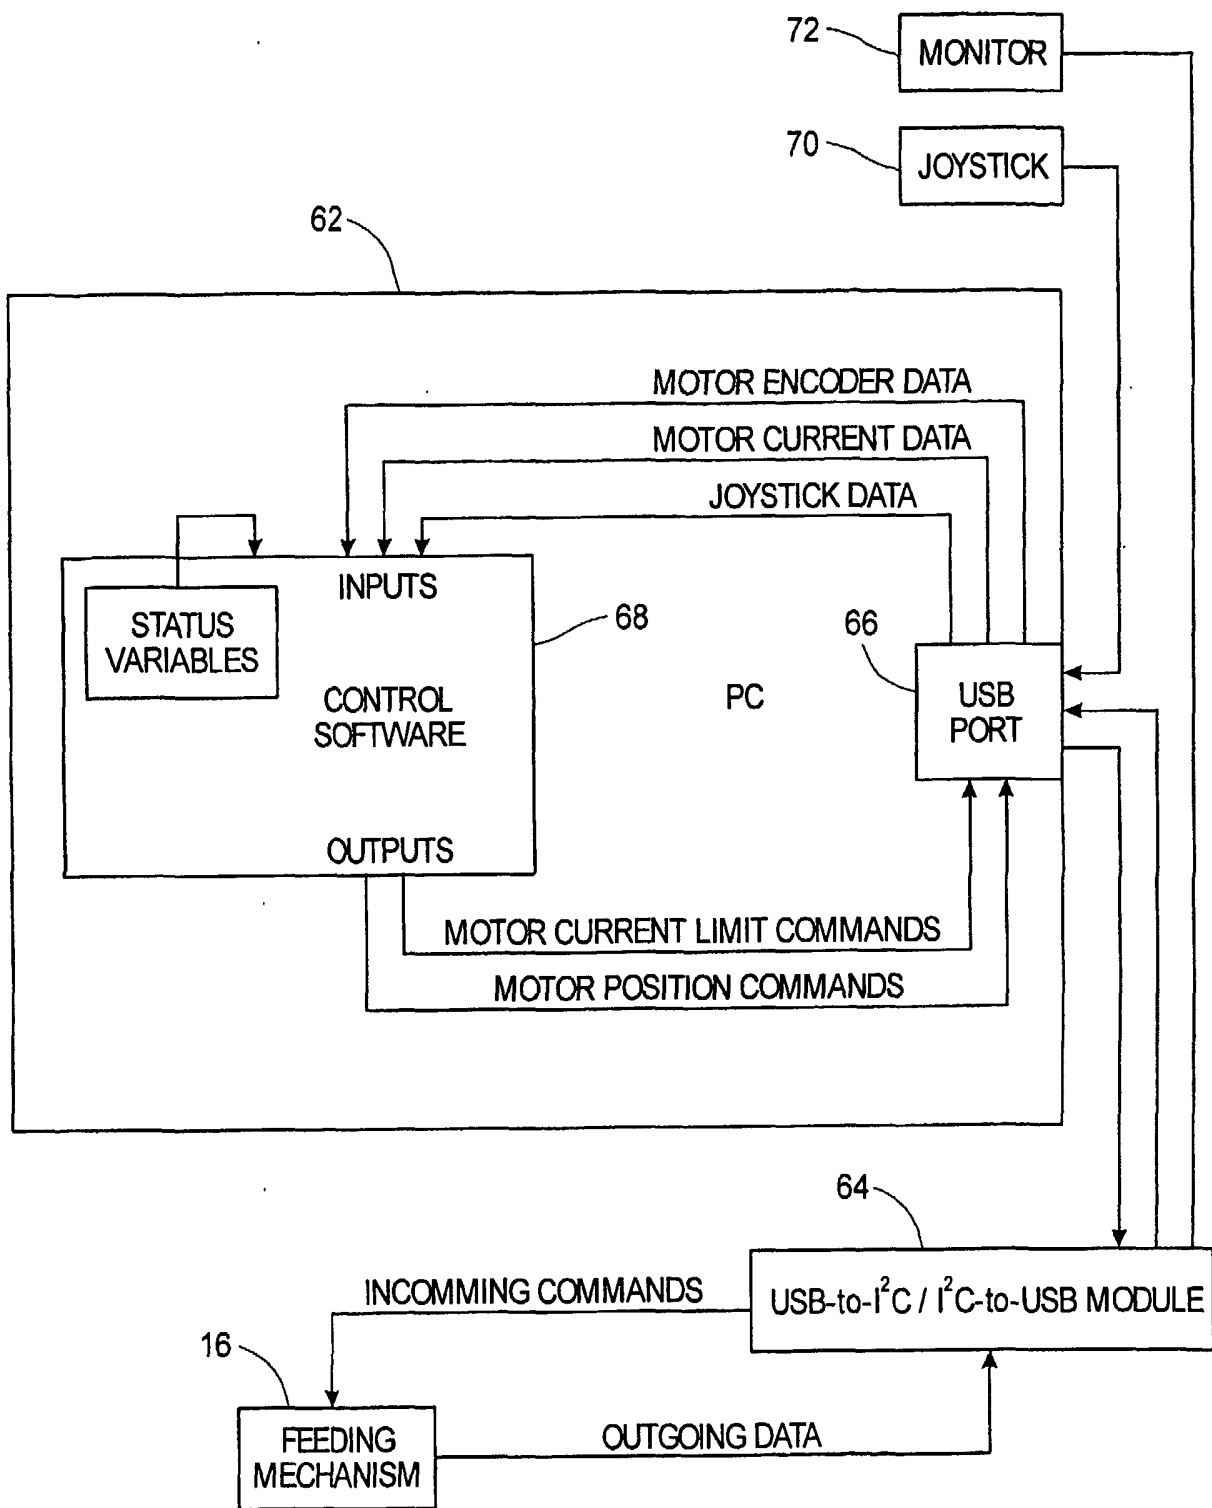 72
MONITOR
70
JOYSTICK
62
MOTOR ENCODER DATA
MOTOR CURRENT DATA
JOYSTICK DATA
INPUTS
STATUS
VARIABLES
68
66
CONTROL
SOFTWARE
PC
USB
PORT
OUTPUTS
MOTOR CURRENT LIMIT COMMANDS
MOTOR POSITION COMMANDS
64
INCOMMING COMMANDS
USB-to-I²C / I²C-to-USB MODULE
16
FEEDING
MECHANISM
OUTGOING DATA